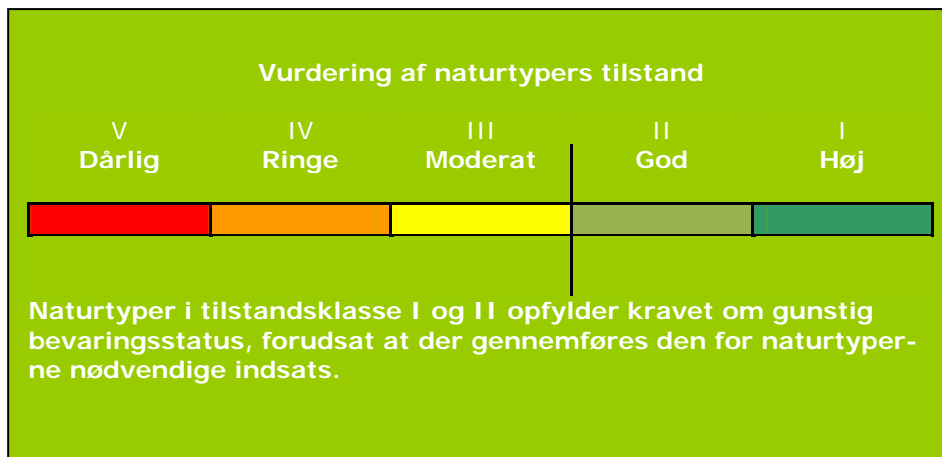 Vurdering af naturtypers tilstand
V IV III II I
Dårlig Ringe Moderat God Høj
Naturtyper i tilstandsklasse I og II opfylder kravet om gunstig
bevaringsstatus, forudsat at der gennemføres den for naturtyper-
ne nødvendige indsats.